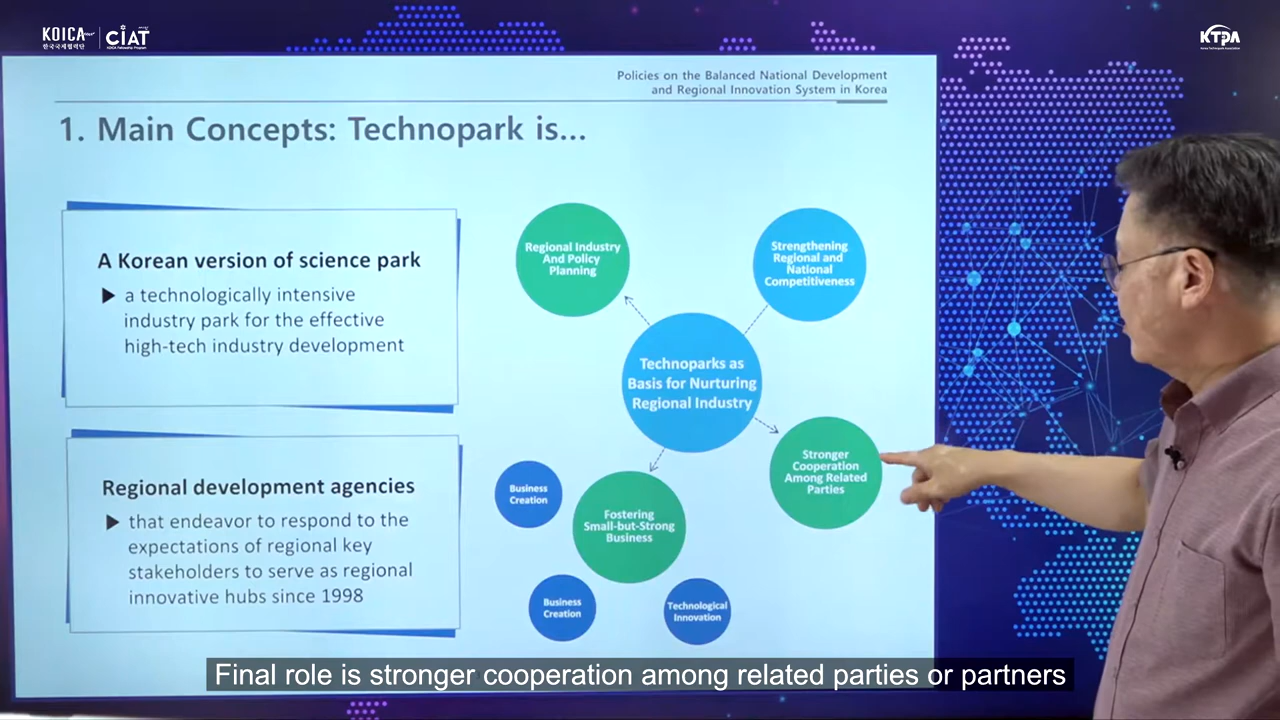 KOICA
한국국제협력단
CIAT
KOICA Fellowship Program
KTPA
Korea Technopark Association
Policies on the Balanced National Development
and Regional Innovation System in Korea
1. Main Concepts: Technopark is...
A Korean version of science park
▶ a technologically intensive
industry park for the effective
high-tech industry development
Regional development agencies
▶ that endeavor to respond to the
expectations of regional key
stakeholders to serve as regional
innovative hubs since 1998
Regional Industry
And Policy
Planning
Strengthening
Regional and
National
Competitiveness
Technoparks as
Basis for Nurturing
Regional Industry
Stronger
Cooperation
Among Related
Parties
Business
Creation
Fostering
Small-but-Strong
Business
Business
Creation
Technological
Innovation
Final role is stronger cooperation among related parties or partners